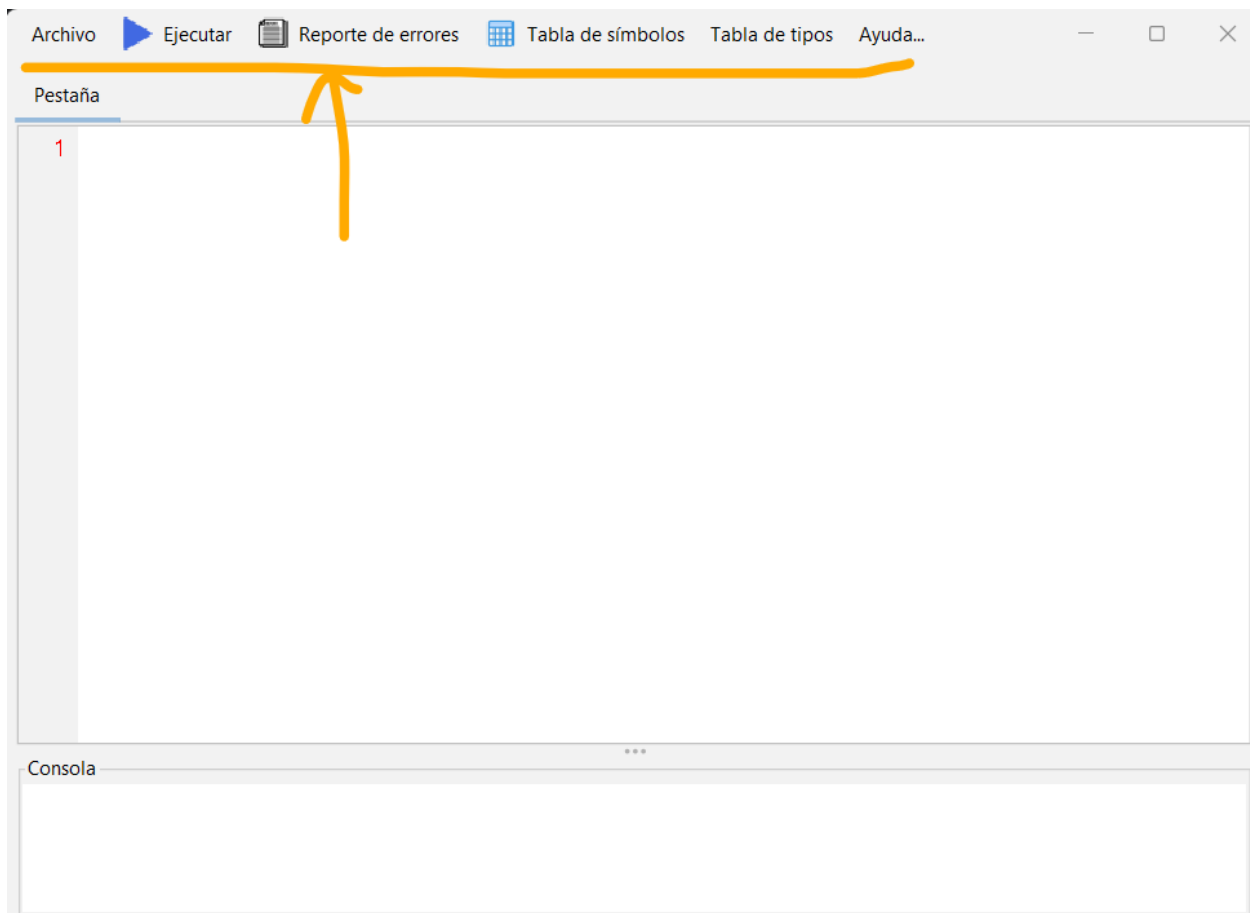 Archivo Ejecutar Reporte de errores Tabla de símbolos Tabla de tipos Ayuda...
Pestaña
1
Consola